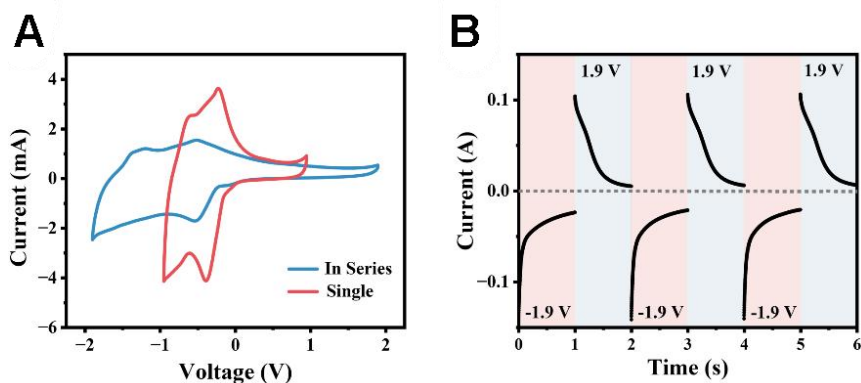 A
Current (mA)
4
2
0
−2
−4
−6
In Series
Single
−2
−1
0
1
2
Voltage (V)
B
Current (A)
0.1
0.0
−0.1
1.9 V
1.9 V
1.9 V
-1.9 V
-1.9 V
-1.9 V
0
1
2
3
4
5
6
Time (s)